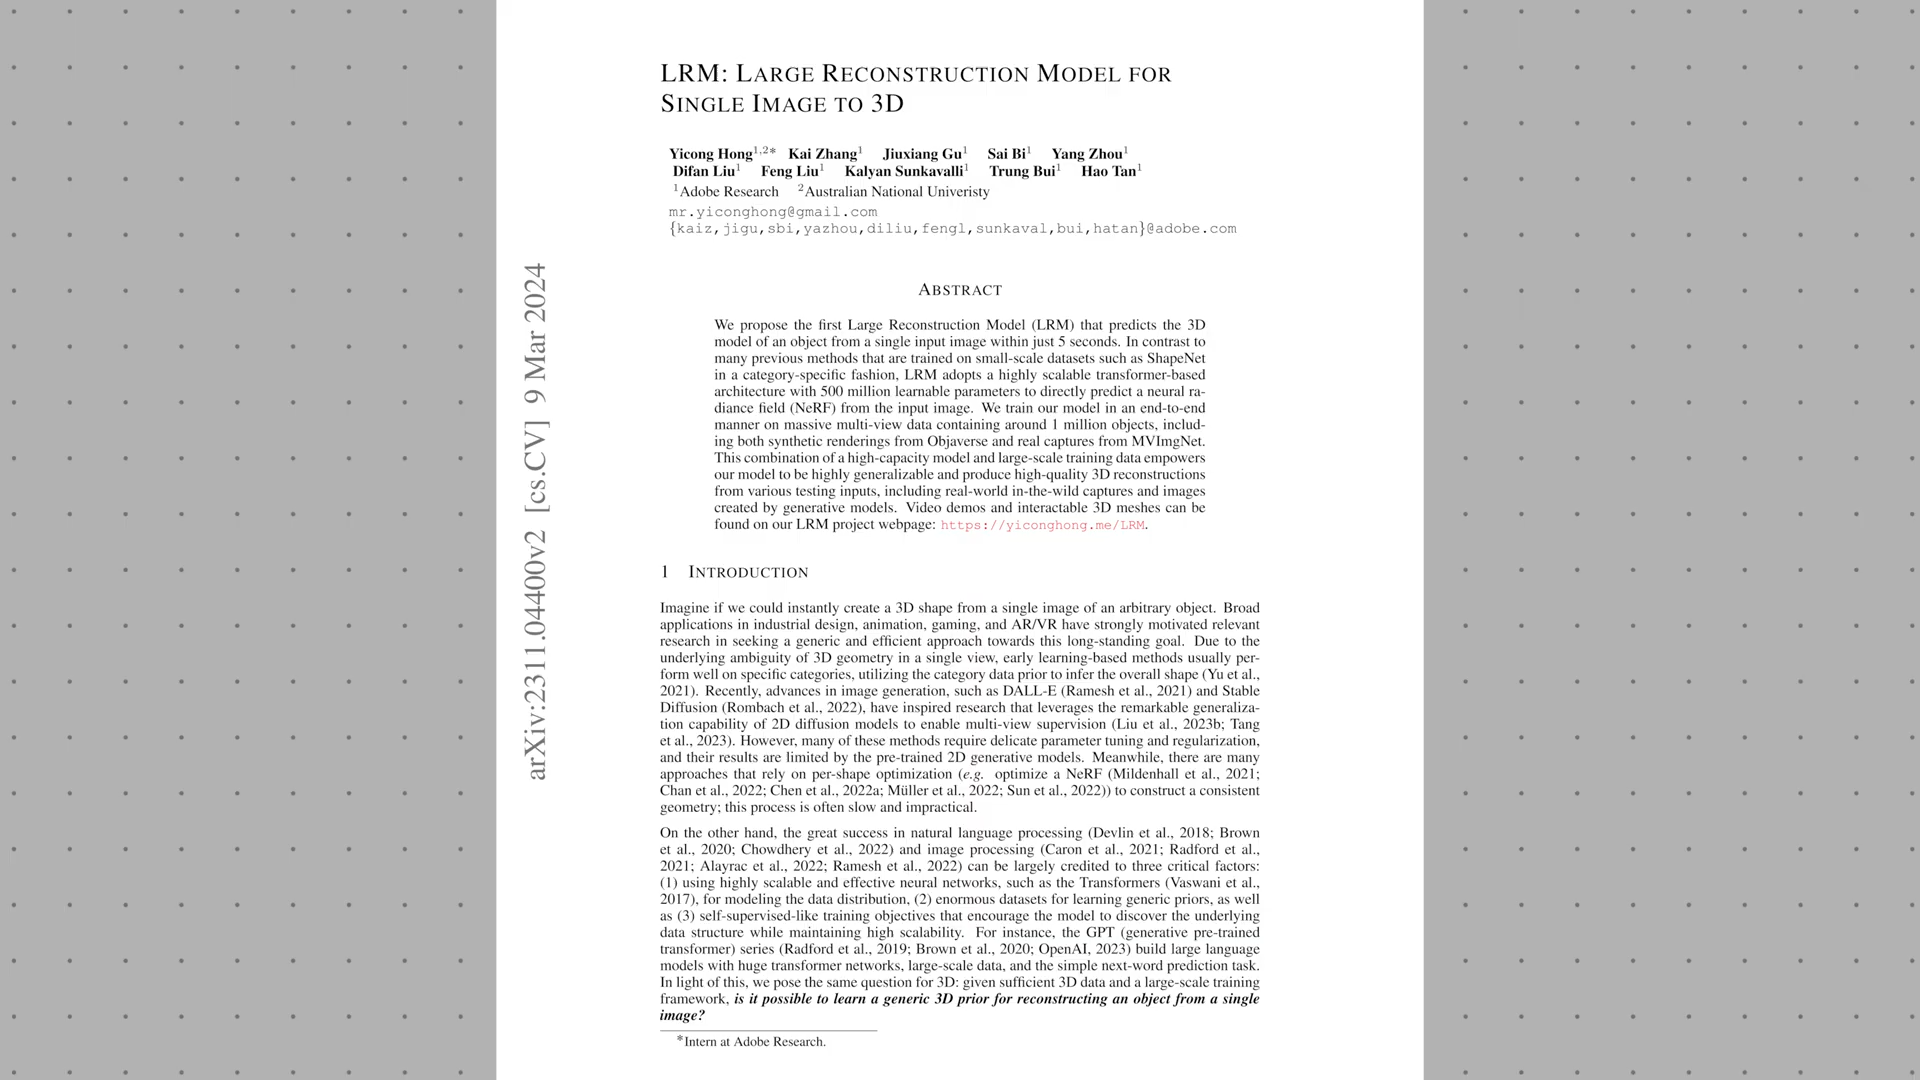 LRM: LARGE RECONSTRUCTION MODEL FOR
SINGLE IMAGE TO 3D
Yicong Hong1,2* Kai Zhang1 Jiuxiang Gu1 Sai Bi1 Yang Zhou1
Difan Liu1 Feng Liu1 Kalyan Sunkavalli1 Trung Bui1 Hao Tan1
1Adobe Research 2Australian National Univeristy
mr.yiconghong@gmail.com
{kaiz,jigu,sbi,yazhou,diliu,fengl,sunkaval,bui,hatan}@adobe.com
arXiv:2311.04400v2 [cs.CV] 9 Mar 2024
ABSTRACT
We propose the first Large Reconstruction Model (LRM) that predicts the 3D
model of an object from a single input image within just 5 seconds. In contrast to
many previous methods that are trained on small-scale datasets such as ShapeNet
in a category-specific fashion, LRM adopts a highly scalable transformer-based
architecture with 500 million learnable parameters to directly predict a neural ra-
diance field (NeRF) from the input image. We train our model in an end-to-end
manner on massive multi-view data containing around 1 million objects, includ-
ing both synthetic renderings from Objaverse and real captures from MVImgNet.
This combination of a high-capacity model and large-scale training data empowers
our model to be highly generalizable and produce high-quality 3D reconstructions
from various testing inputs, including real-world in-the-wild captures and images
created by generative models. Video demos and interactable 3D meshes can be
found on our LRM project webpage: https://yiconghong.me/LRM.
1 INTRODUCTION
Imagine if we could instantly create a 3D shape from a single image of an arbitrary object. Broad
applications in industrial design, animation, gaming, and AR/VR have strongly motivated relevant
research in seeking a generic and efficient approach towards this long-standing goal. Due to the
underlying ambiguity of 3D geometry in a single view, early learning-based methods usually per-
form well on specific categories, utilizing the category data prior to infer the overall shape (Yu et al.,
2021). Recently, advances in image generation, such as DALL-E (Ramesh et al., 2021) and Stable
Diffusion (Rombach et al., 2022), have inspired research that leverages the remarkable generaliza-
tion capability of 2D diffusion models to enable multi-view supervision (Liu et al., 2023b; Tang
et al., 2023). However, many of these methods require delicate parameter tuning and regularization,
and their results are limited by the pre-trained 2D generative models. Meanwhile, there are many
approaches that rely on per-shape optimization (e.g. optimize a NeRF (Mildenhall et al., 2021;
Chan et al., 2022; Chen et al., 2022a; Müller et al., 2022; Sun et al., 2022)) to construct a consistent
geometry; this process is often slow and impractical.
On the other hand, the great success in natural language processing (Devlin et al., 2018; Brown
et al., 2020; Chowdhery et al., 2022) and image processing (Caron et al., 2021; Radford et al.,
2021; Alayrac et al., 2022; Ramesh et al., 2022) can be largely credited to three critical factors:
(1) using highly scalable and effective neural networks, such as the Transformers (Vaswani et al.,
2017), for modeling the data distribution, (2) enormous datasets for learning generic priors, as well
as (3) self-supervised-like training objectives that encourage the model to discover the underlying
data structure while maintaining high scalability. For instance, the GPT (generative pre-trained
transformer) series (Radford et al., 2019; Brown et al., 2020; OpenAI, 2023) build large language
models with huge transformer networks, large-scale data, and the simple next-word prediction task.
In light of this, we pose the same question for 3D: given sufficient 3D data and a large-scale training
framework, is it possible to learn a generic 3D prior for reconstructing an object from a single
image?
*Intern at Adobe Research.